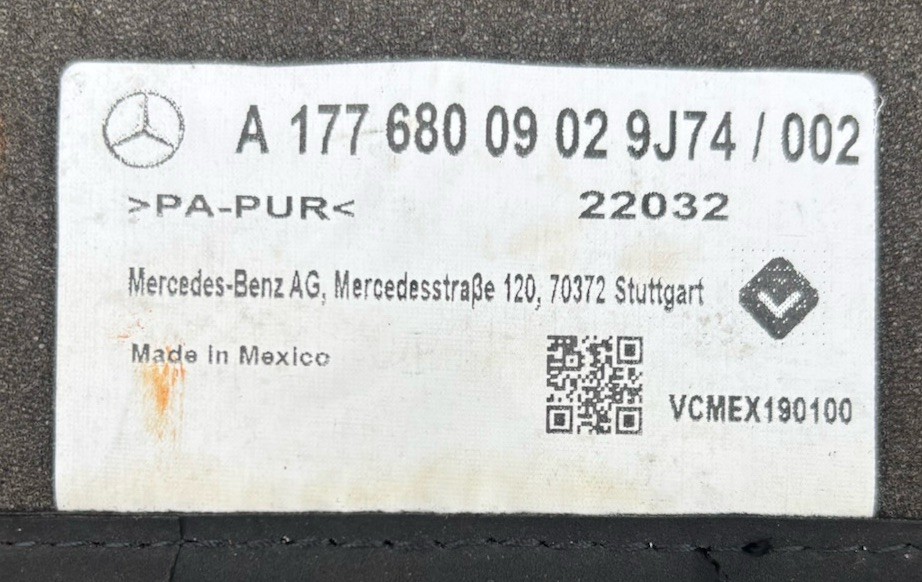 A 177 680 09 02 9J74 / 002
>PA-PUR<
22032
Mercedes-Benz AG, Mercedesstraße 120, 70372 Stuttgart
Made in Mexico
VCMEX190100